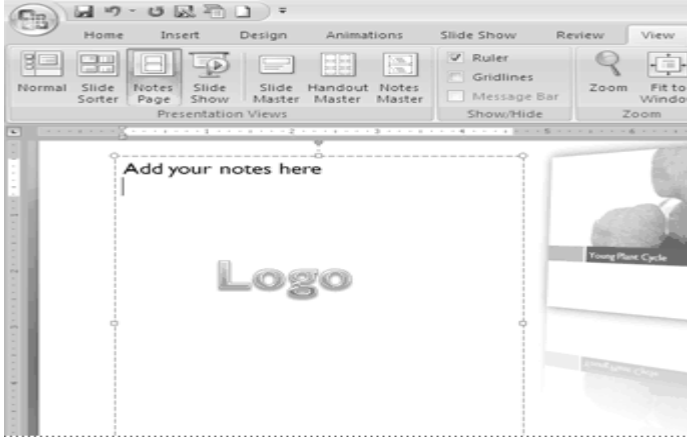 Home Insert Design Animations Slide Show Review View
Normal Slide Sorter Notes Page Slide Show Slide Master Handout Master Notes Master
Ruler
Gridlines
Message Bar
Zoom Fit to Windo
Presentation Views Show/Hide Zoom
Add your notes here
Logo
Young Plant Cycle